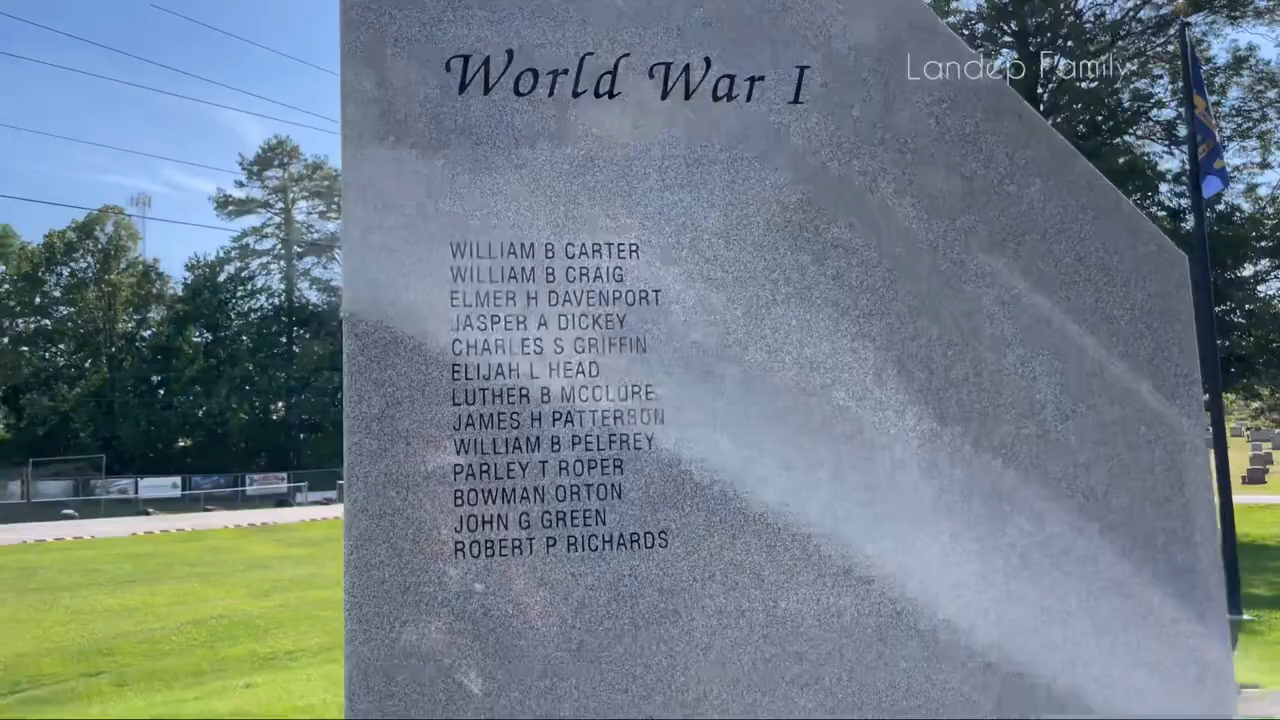 World War I
Landep Family
WILLIAM B CARTER
WILLIAM B CRAIG
ELMER H DAVENPORT
JASPER A DICKEY
CHARLES S GRIFFIN
ELIJAH L HEAD
LUTHER B MCCLURE
JAMES H PATTERSON
WILLIAM B PELFREY
PARLEY T ROPER
BOWMAN ORTON
JOHN G GREEN
ROBERT P RICHARDS